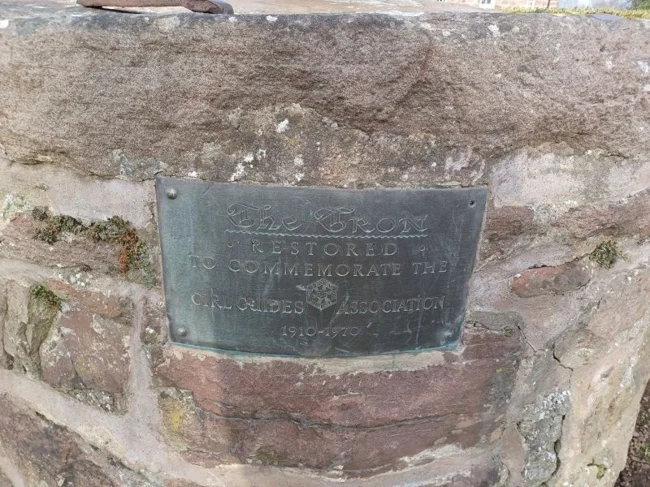 The Tron
RESTORED
TO COMMEMORATE THE
GIRL GUIDES ASSOCIATION
1910-1970